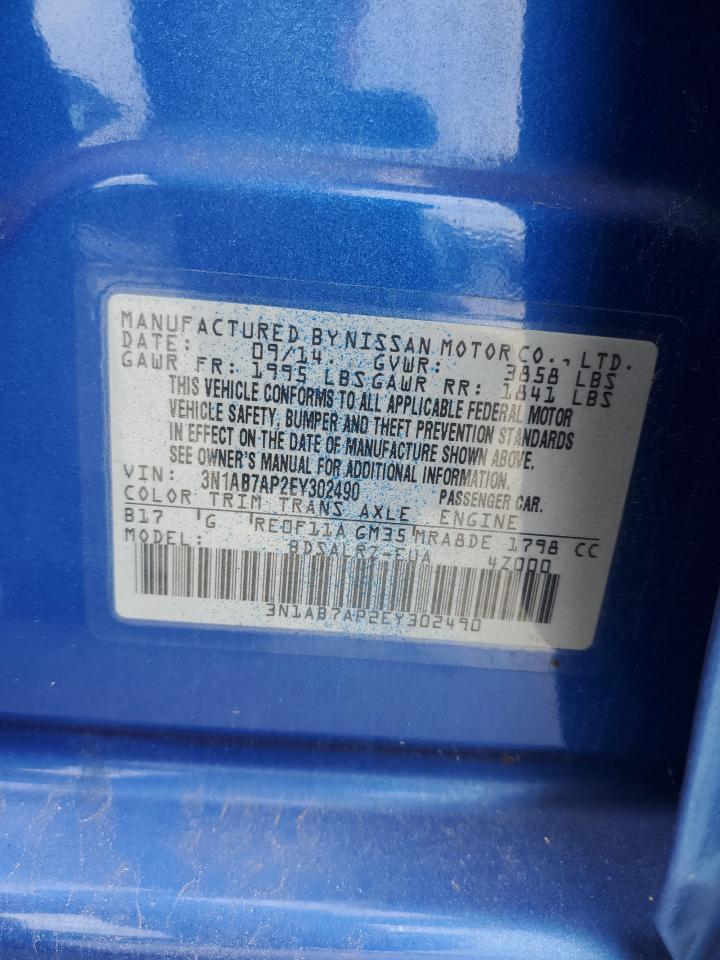 MANUFACTURED BY NISSAN MOTOR CO., LTD.
DATE: 09/14. GVWR: 3858 LBS
GAWR FR: 1995 LBS GAWR RR: 1841 LBS
THIS VEHICLE CONFORMS TO ALL APPLICABLE FEDERAL MOTOR
VEHICLE SAFETY, BUMPER AND THEFT PREVENTION STANDARDS
IN EFFECT ON THE DATE OF MANUFACTURE SHOWN ABOVE.
SEE OWNER'S MANUAL FOR ADDITIONAL INFORMATION.
VIN: 3N1AB7AP2EY302490 PASSENGER CAR.
COLOR TRIM TRANS AXLE ENGINE
B17 G RE0F11A GM35 MRA8DE 1798 CC
MODEL: BDSALRZ-EUA 4Z000
3N1AB7AP2EY302490